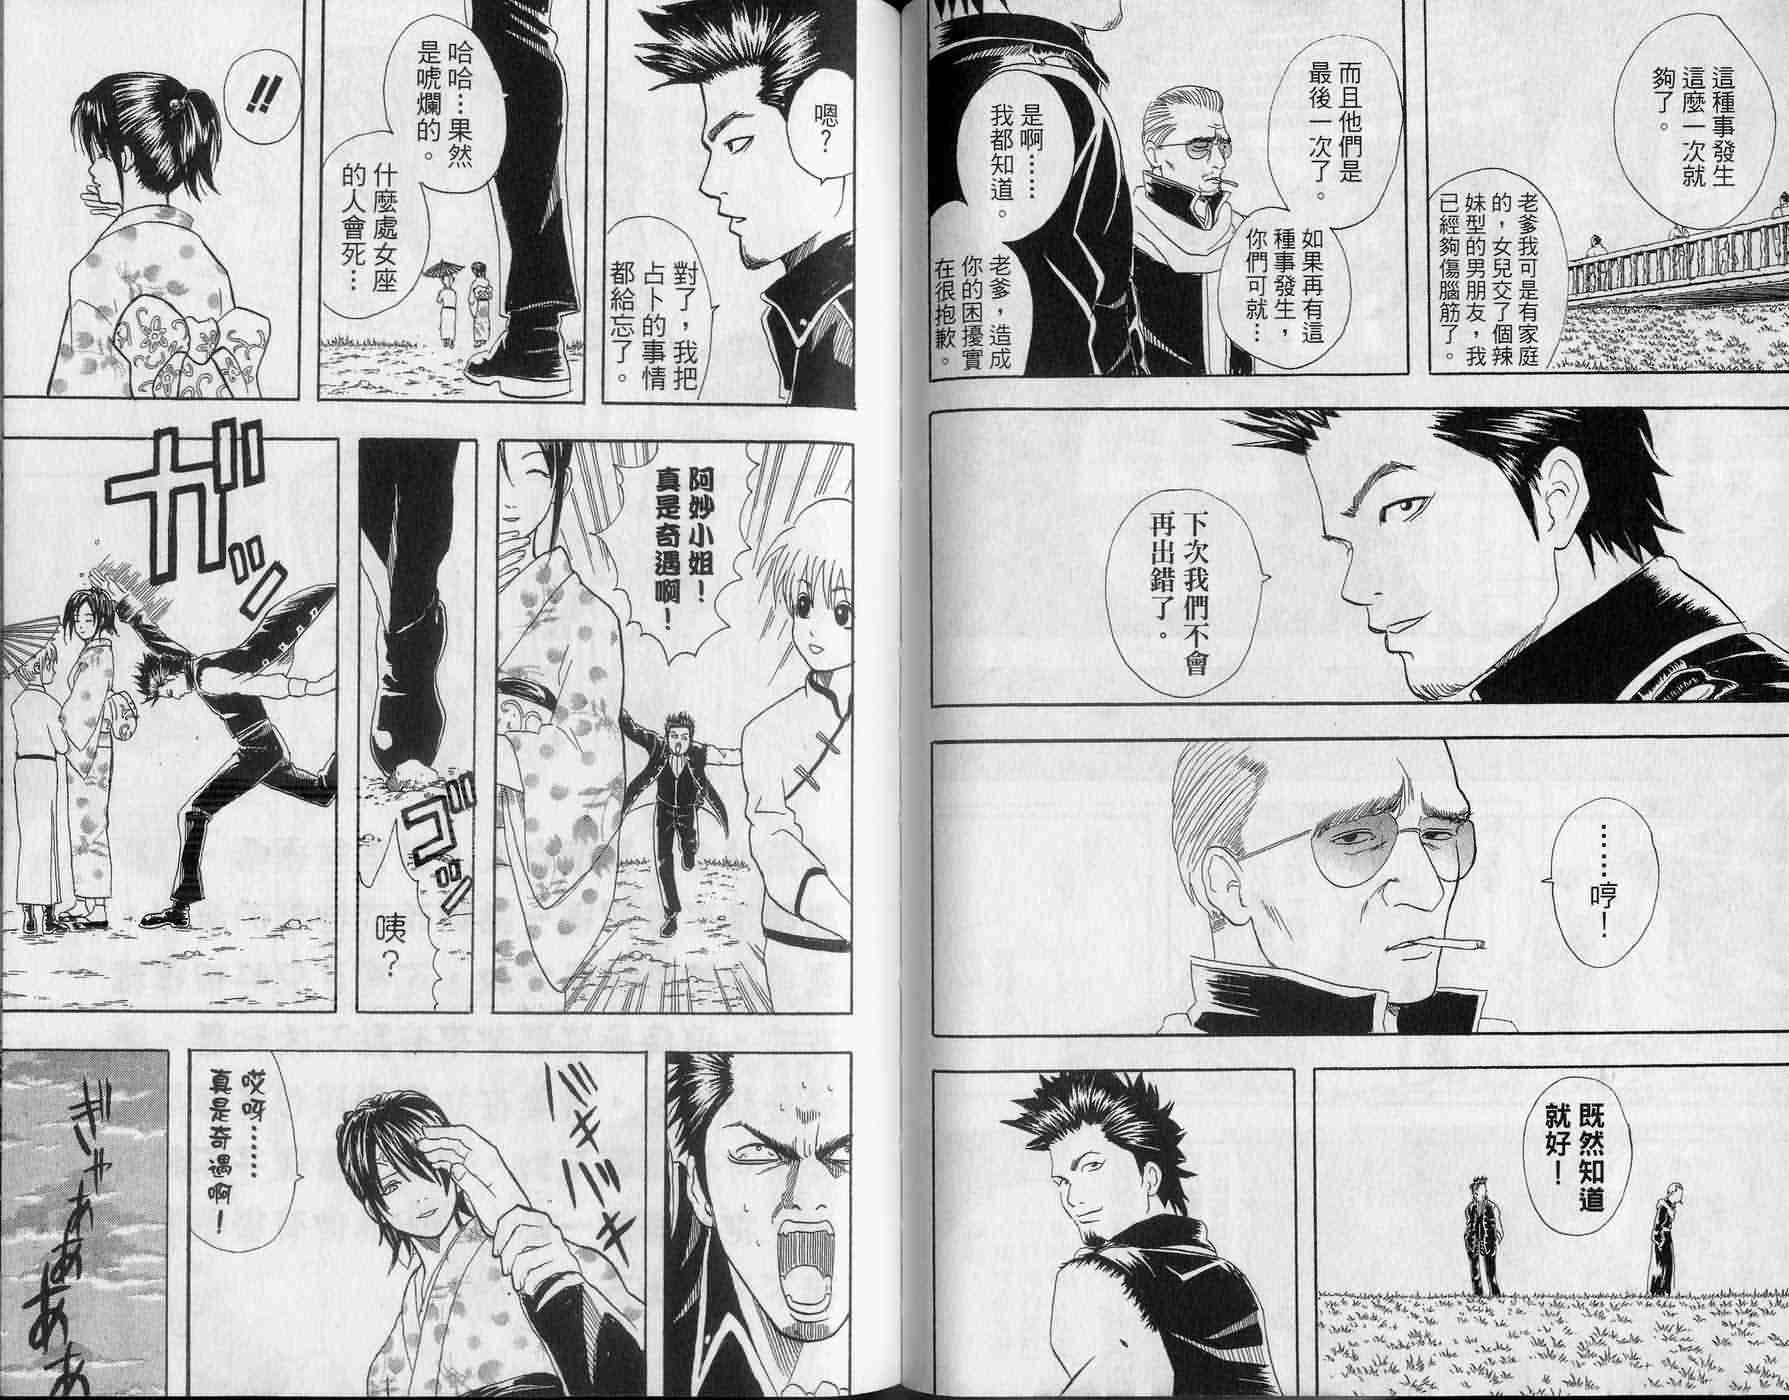 這種事發生
這麼一次就
夠了。
老爹我可是有家庭
的，女兒交了個辣
妹型的男朋友，我
已經夠傷腦筋了。
而且他們是
最後一次了。
如果再有這
種事發生，
你們可就…
是啊……
我都知道。
老爹，造成
你的困擾實
在很抱歉。
下次我們不會
再出錯了。
……哼！
既然知道
就好！
嗯？
對了，我把
占卜的事情
都給忘了。
哈哈…果然
是唬爛的。
什麼處女座
的人會死…
!!
阿妙小姐！
真是奇遇啊！
ゴッ
咦？
ガッ
ミシ
ミキ
哎呀……
真是奇遇啊！
ぎゃああああ